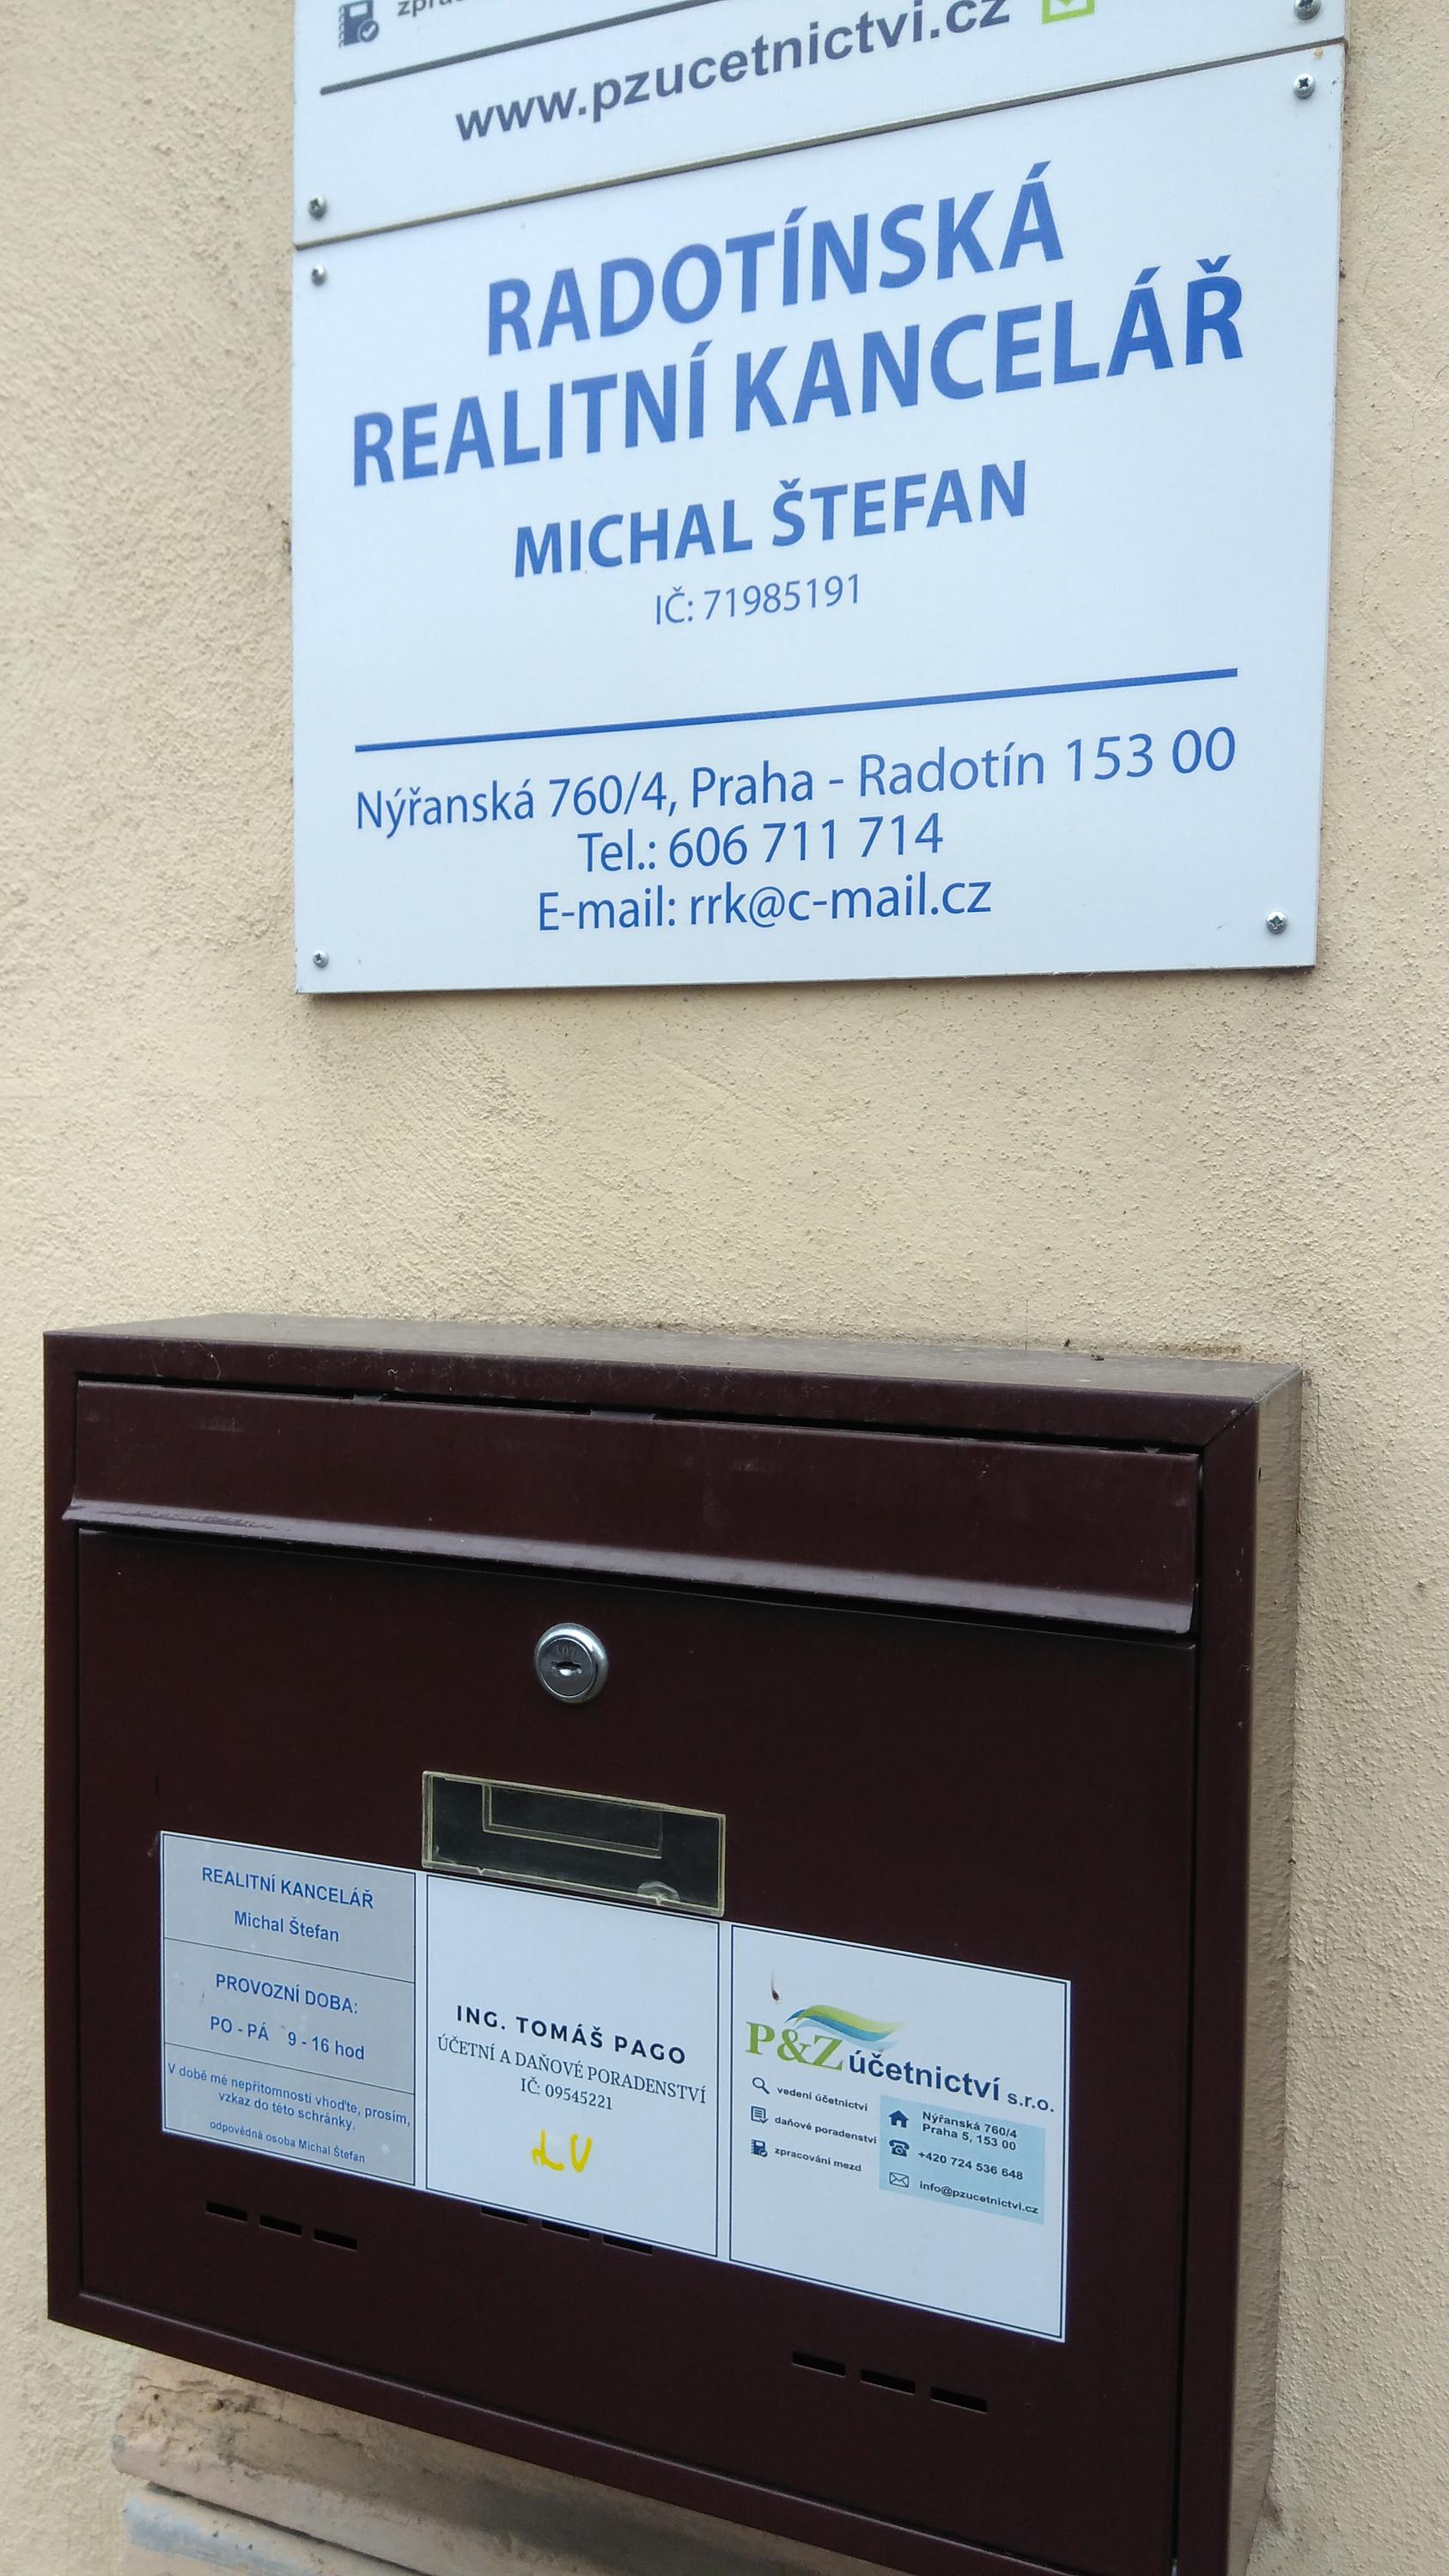 www.pzucetnictvi.cz
RADOTÍNSKÁ
REALITNÍ KANCELÁŘ
MICHAL ŠTEFAN
IČ: 71985191
Nýřanská 760/4, Praha - Radotín 153 00
Tel.: 606 711 714
E-mail: rrk@c-mail.cz
REALITNÍ KANCELÁŘ
Michal Štefan
PROVOZNÍ DOBA:
PO - PÁ 9 - 16 hod
V době mé nepřítomnosti vhoďte, prosím,
vzkaz do této schránky.
odpovědná osoba Michal Štefan
ING. TOMÁŠ PAGO
ÚČETNÍ A DAŇOVÉ PORADENSTVÍ
IČ: 09545221
P&Z účetnictví s.r.o.
vedení účetnictví
daňové poradenství
zpracování mezd
Nýřanská 760/4
Praha 5, 153 00
+420 724 536 648
info@pzucetnictvi.cz